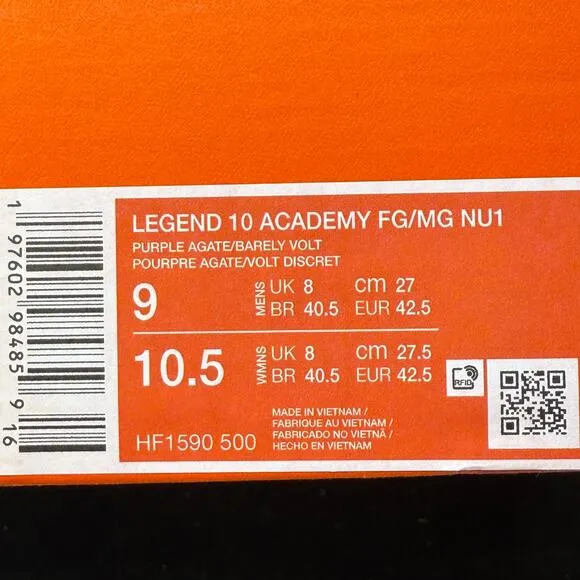 LEGEND 10 ACADEMY FG/MG NU1
PURPLE AGATE/BARELY VOLT
POURPRE AGATE/VOLT DISCRET
9 MENS UK 8 CM 27
BR 40.5 EUR 42.5
10.5 WMNS UK 8 CM 27.5
BR 40.5 EUR 42.5
RFID
MADE IN VIETNAM /
FABRIQUE AU VIETNAM /
FABRICADO NO VIETNÃ /
HECHO EN VIETNAM
HF1590 500
1 97602 98485 9 16